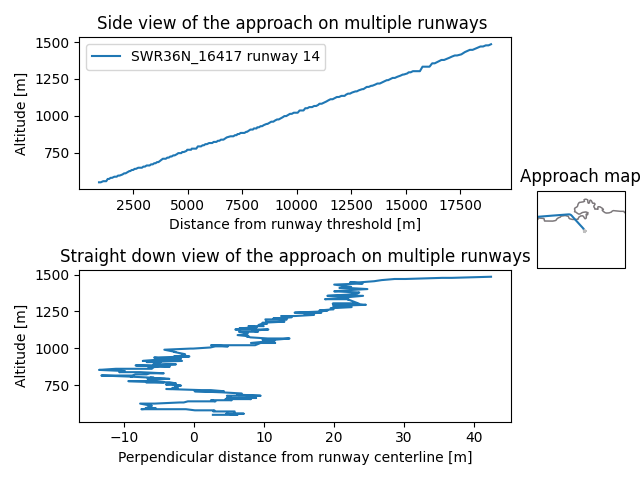 Side view of the approach on multiple runways
Altitude [m]
1500
1250
1000
750
SWR36N_16417 runway 14
2500 5000 7500 10000 12500 15000 17500
Distance from runway threshold [m]
Approach map
Straight down view of the approach on multiple runways
Altitude [m]
1500
1250
1000
750
−10 0 10 20 30 40
Perpendicular distance from runway centerline [m]